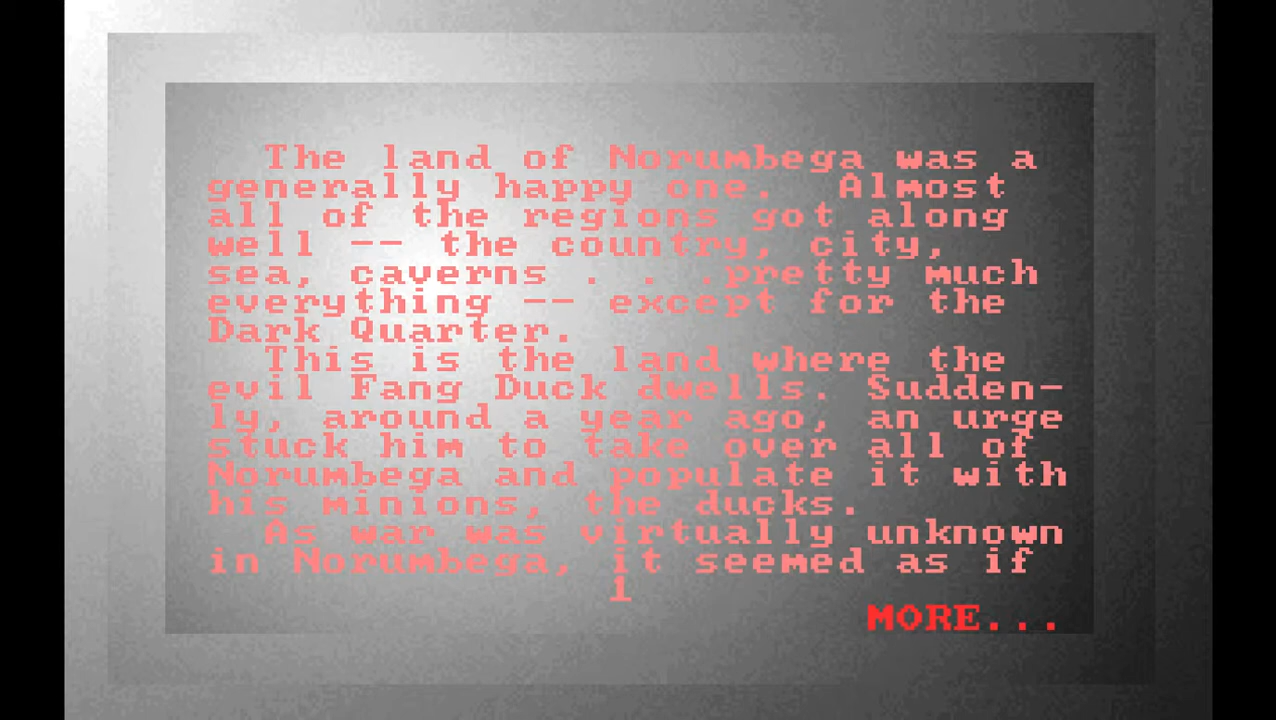 The land of Norumbega was a
generally happy one.  Almost
all of the regions got along
well -- the country, city,
sea, caverns . . .pretty much
everything -- except for the
Dark Quarter.
This is the land where the
evil Fang Duck dwells. Sudden-
ly, around a year ago, an urge
stuck him to take over all of
Norumbega and populate it with
his minions, the ducks.
As war was virtually unknown
in Norumbega, it seemed as if
1
MORE...